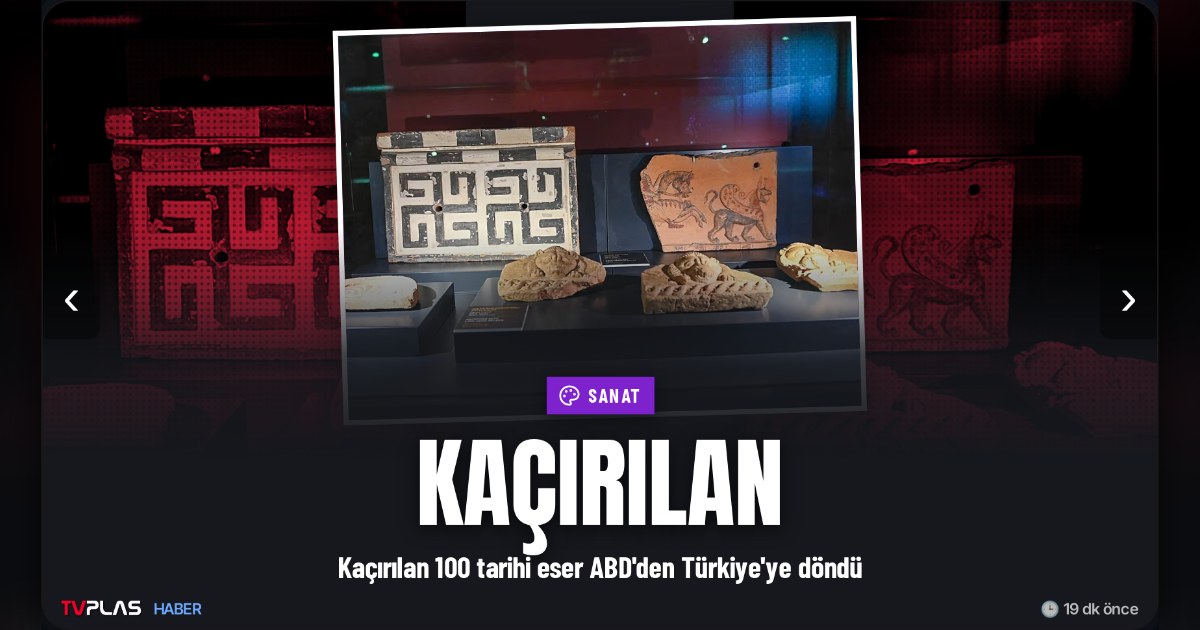 SANAT
KAÇIRILAN
Kaçırılan 100 tarihi eser ABD'den Türkiye'ye döndü
TVPLAS HABER
19 dk önce